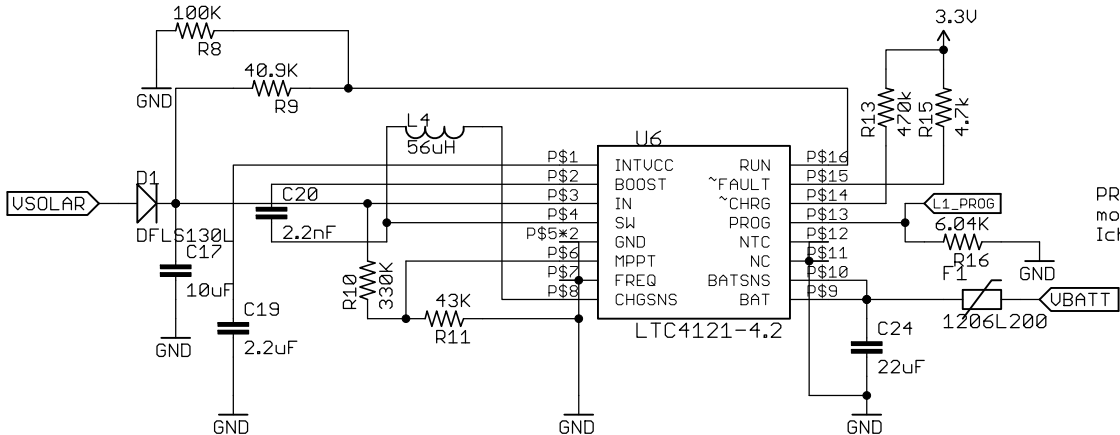 100K
R8
GND
40.9K
R9
3.3V
R13
470k
R15
4.7k
L4
56uH
U6
P$1
P$2
P$3
P$4
P$5*2
P$6
P$7
P$8
INTVCC
BOOST
IN
SW
GND
MPPT
FREQ
CHGSNS
RUN
~FAULT
~CHRG
PROG
NTC
NC
BATSNS
BAT
P$16
P$15
P$14
P$13
P$12
P$11
P$10
P$9
LTC4121-4.2
VSOLAR
D1
DFLS130L
C20
2.2nF
C17
10uF
GND
C19
2.2uF
GND
R10
330K
43K
R11
GND
L1_PROG
6.04K
R16
GND
F1
1206L200
VBATT
C24
22uF
GND
PR
mo
Ich